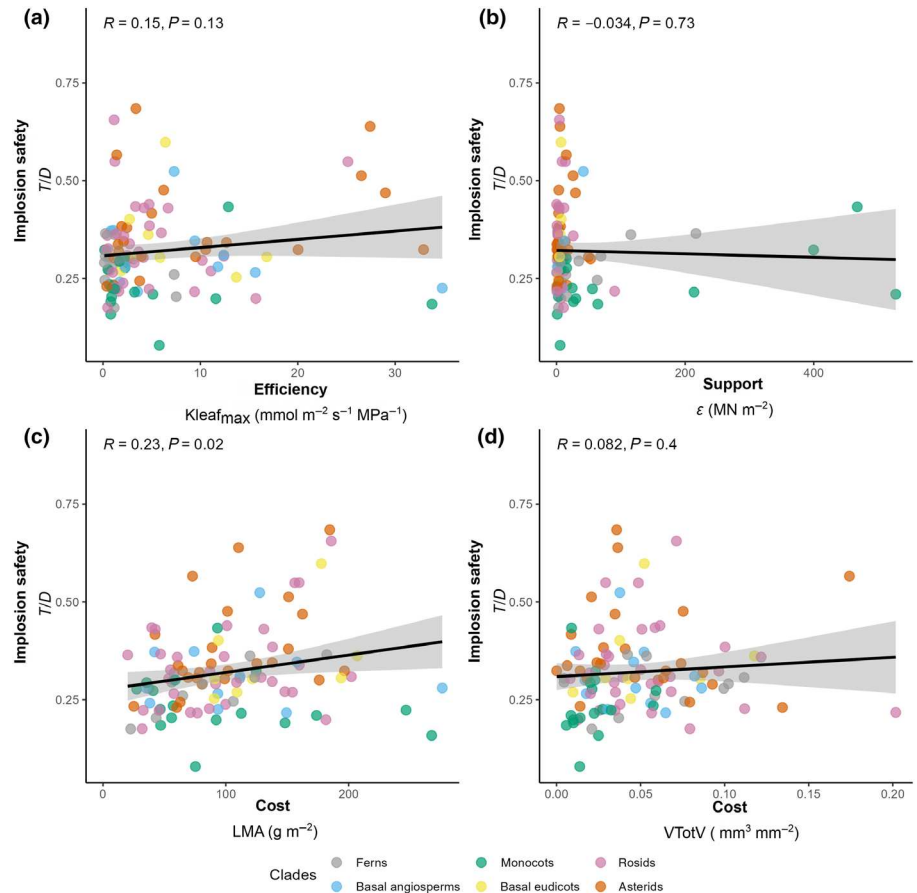 (a)
R = 0.15, P = 0.13
Implosion safety
T/D
0.75
0.50
0.25
0 10 20 30
Efficiency
Kleafmax (mmol m−2 s−1 MPa−1)
(b)
R = −0.034, P = 0.73
Implosion safety
T/D
0.75
0.50
0.25
0 200 400
Support
ε (MN m−2)
(c)
R = 0.23, P = 0.02
Implosion safety
T/D
0.75
0.50
0.25
0 100 200
Cost
LMA (g m−2)
(d)
R = 0.082, P = 0.4
Implosion safety
T/D
0.75
0.50
0.25
0.00 0.05 0.10 0.15 0.20
Cost
VTotV ( mm3 mm−2)
Clades
Ferns Monocots Rosids
Basal angiosperms Basal eudicots Asterids